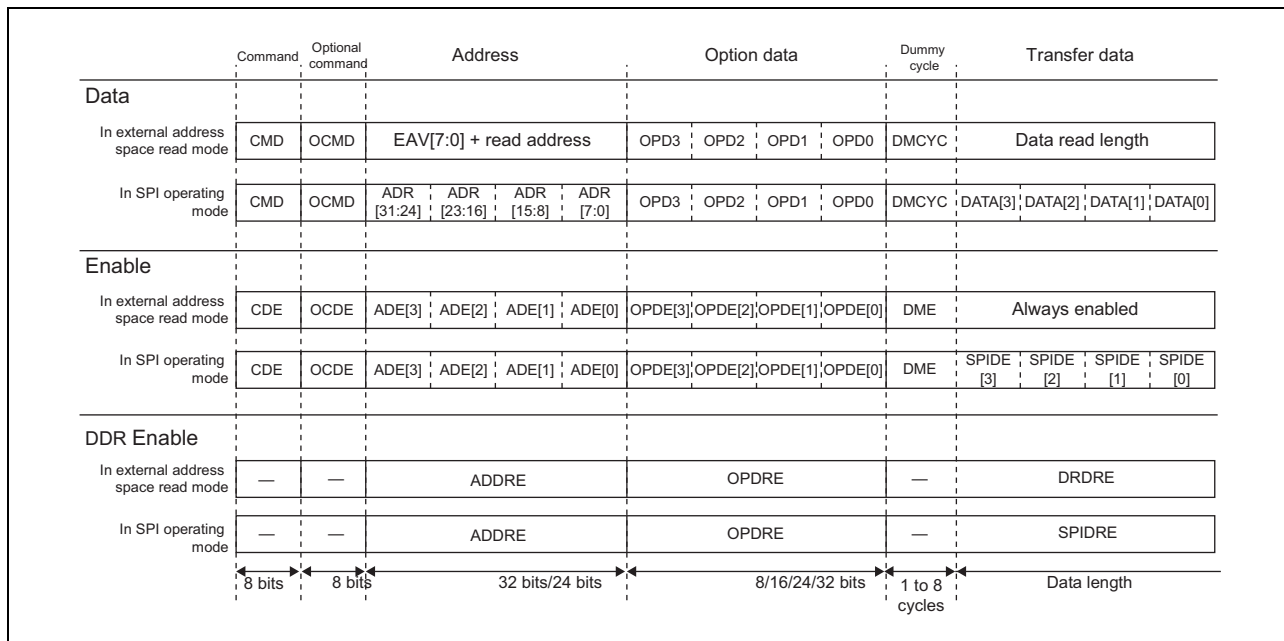 Command Optional command Address Option data Dummy cycle Transfer data
Data
In external address space read mode CMD OCMD EAV[7:0] + read address OPD3 OPD2 OPD1 OPD0 DMCYC Data read length
In SPI operating mode CMD OCMD ADR [31:24] ADR [23:16] ADR [15:8] ADR [7:0] OPD3 OPD2 OPD1 OPD0 DMCYC DATA[3] DATA[2] DATA[1] DATA[0]
Enable
In external address space read mode CDE OCDE ADE[3] ADE[2] ADE[1] ADE[0] OPDE[3] OPDE[2] OPDE[1] OPDE[0] DME Always enabled
In SPI operating mode CDE OCDE ADE[3] ADE[2] ADE[1] ADE[0] OPDE[3] OPDE[2] OPDE[1] OPDE[0] DME SPIDE [3] SPIDE [2] SPIDE [1] SPIDE [0]
DDR Enable
In external address space read mode — — ADDRE OPDRE — DRDRE
In SPI operating mode — — ADDRE OPDRE — SPIDRE
8 bits 8 bits 32 bits/24 bits 8/16/24/32 bits 1 to 8 cycles Data length